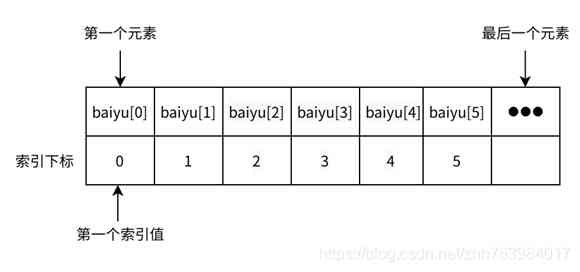 第一个元素 最后一个元素
baiyu[0] baiyu[1] baiyu[2] baiyu[3] baiyu[4] baiyu[5] ●●●
索引下标 0 1 2 3 4 5
第一个索引值
https://blog.csdn.net/zhh763984017